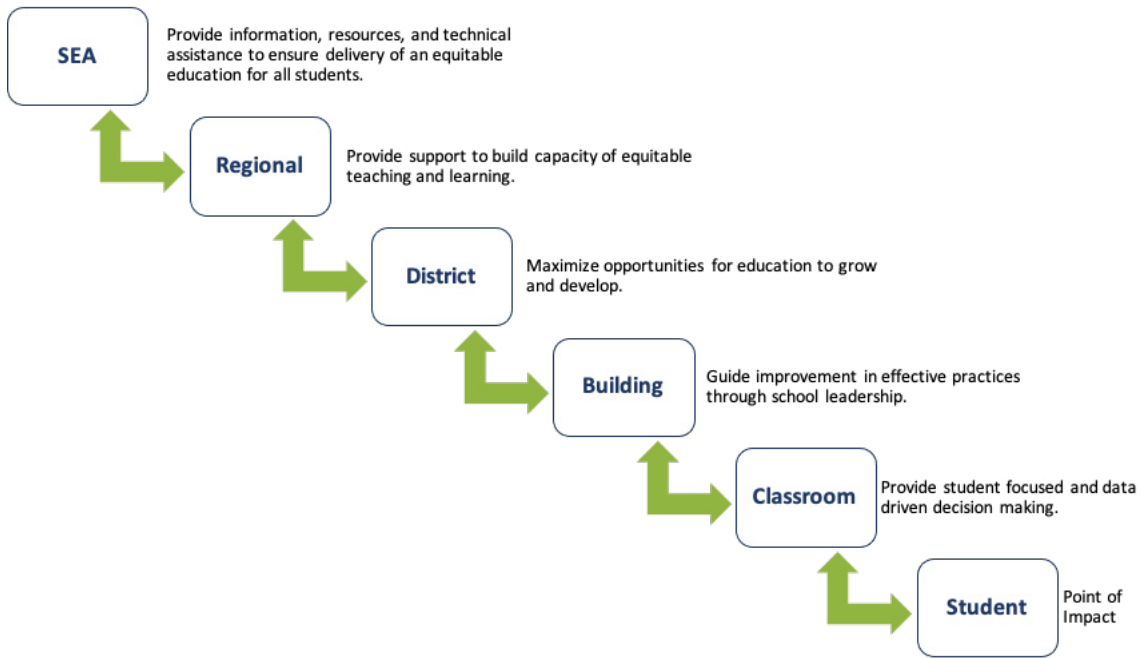 SEA
Provide information, resources, and technical
assistance to ensure delivery of an equitable
education for all students.
Regional
Provide support to build capacity of equitable
teaching and learning.
District
Maximize opportunities for education to grow
and develop.
Building
Guide improvement in effective practices
through school leadership.
Classroom
Provide student focused and data
driven decision making.
Student
Point of
Impact